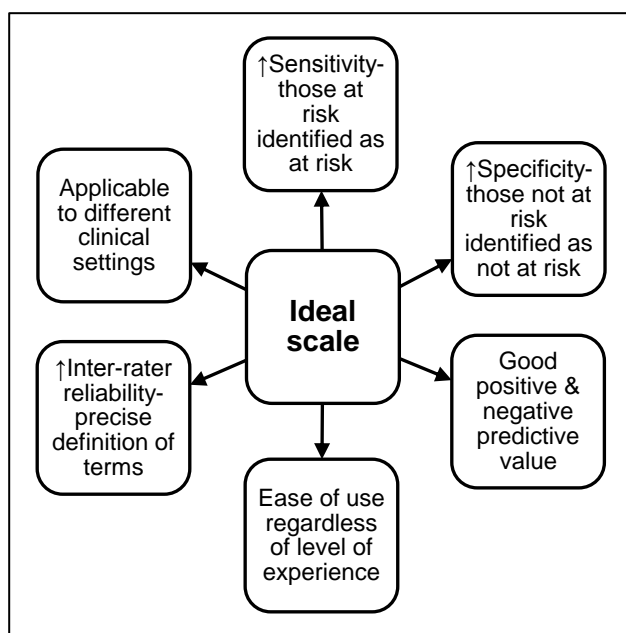 ↑Sensitivity-
those at
risk
identified as
at risk
Applicable
to different
clinical
settings
↑Specificity-
those not at
risk
identified as
not at risk
Ideal
scale
↑Inter-rater
reliability-
precise
definition of
terms
Good
positive &
negative
predictive
value
Ease of use
regardless
of level of
experience